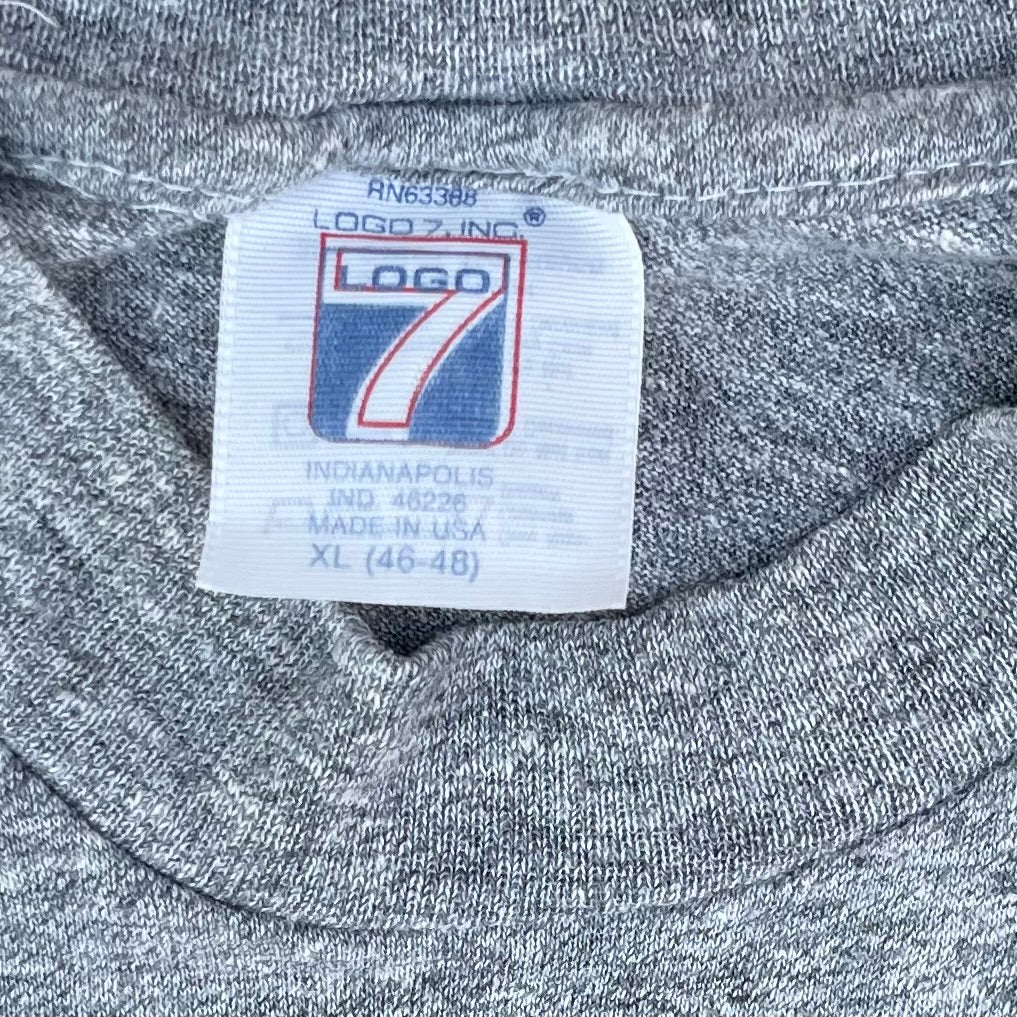 RN63388
LOGO 7, INC.®
LOGO
7
INDIANAPOLIS
IND. 46226
MADE IN USA
XL (46-48)